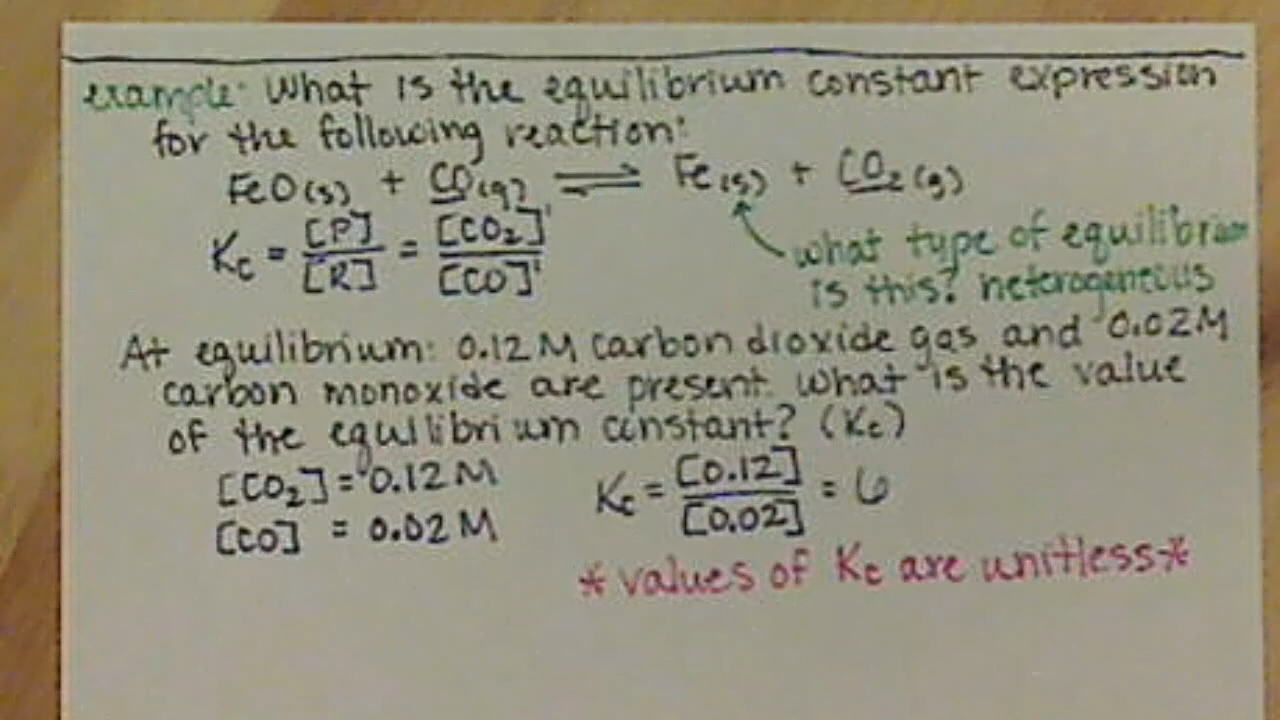 example: What is the equilibrium constant expression
for the following reaction:
FeO(s) + CO(g) ⇌ Fe(s) + CO₂(g)
Kc = [P]/[R] = [CO₂]¹/[CO]¹
what type of equilibrium
is this? heterogeneous
At equilibrium: 0.12 M carbon dioxide gas and 0.02 M
carbon monoxide are present. What is the value
of the equilibrium constant? (Kc)
[CO₂] = 0.12 M
[CO] = 0.02 M
Kc = [0.12]/[0.02] = 6
*values of Kc are unitless*